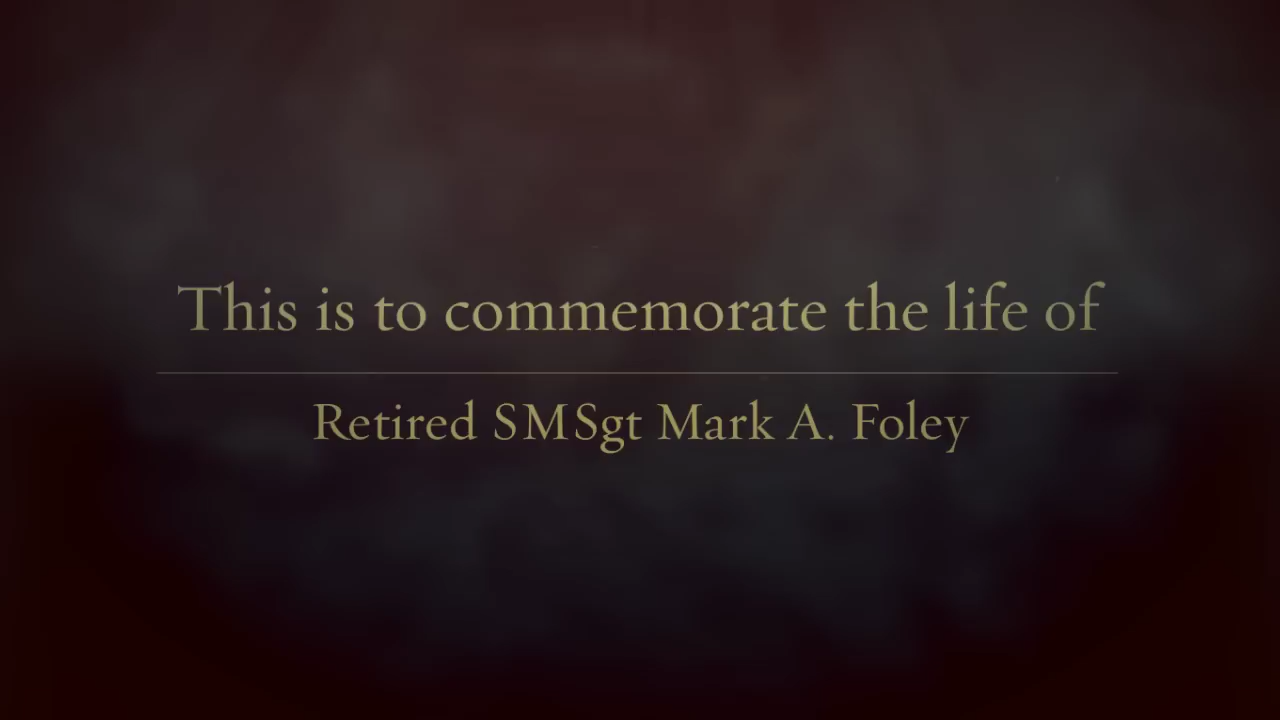 This is to commemorate the life of
Retired SMSgt Mark A. Foley